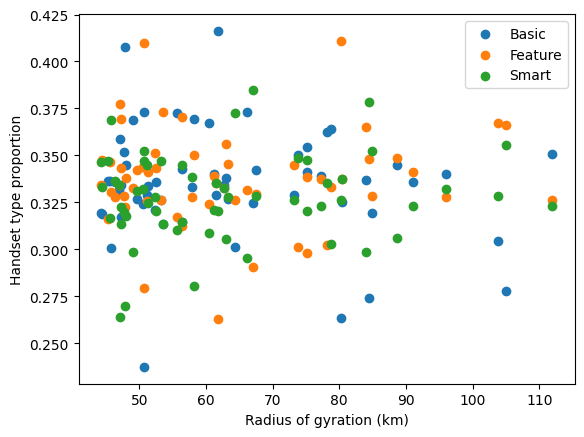 0.425
0.400
0.375
0.350
0.325
0.300
0.275
0.250
Handset type proportion
Basic
Feature
Smart
50 60 70 80 90 100 110
Radius of gyration (km)